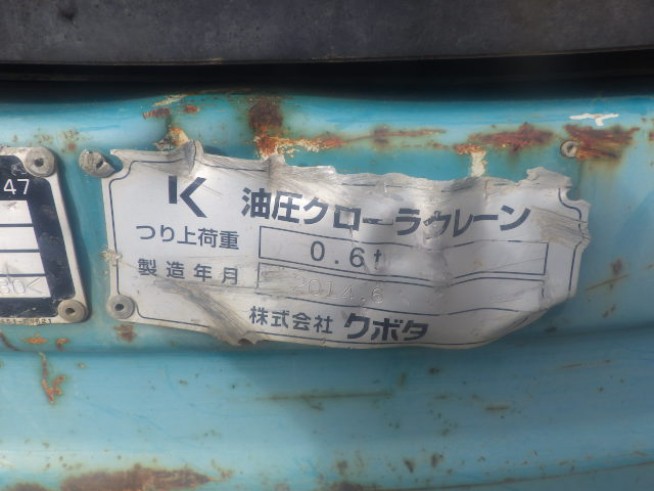 47
K 油圧クローラクレーン
つり上荷重 0.6t
製造年月
株式会社 クボタ